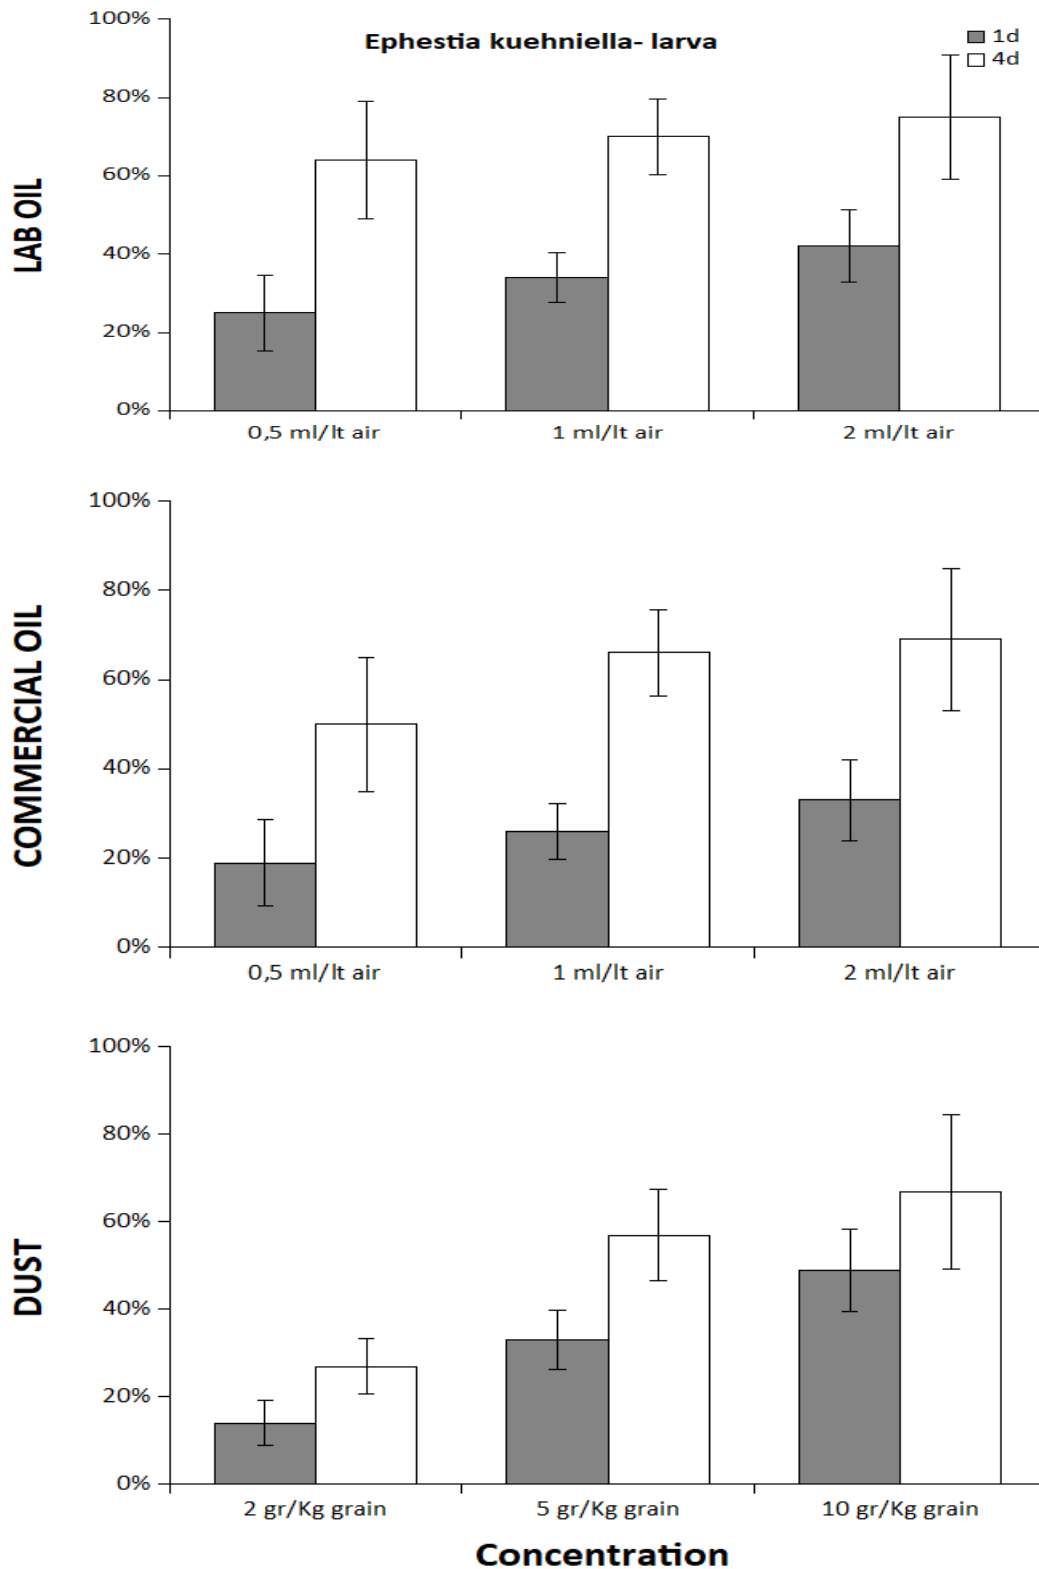 Ephestia kuehniella- larva
1d
4d
LAB OIL
100%
80%
60%
40%
20%
0%
0,5 ml/lt air
1 ml/lt air
2 ml/lt air
COMMERCIAL OIL
100%
80%
60%
40%
20%
0%
0,5 ml/lt air
1 ml/lt air
2 ml/lt air
DUST
100%
80%
60%
40%
20%
0%
2 gr/Kg grain
5 gr/Kg grain
10 gr/Kg grain
Concentration